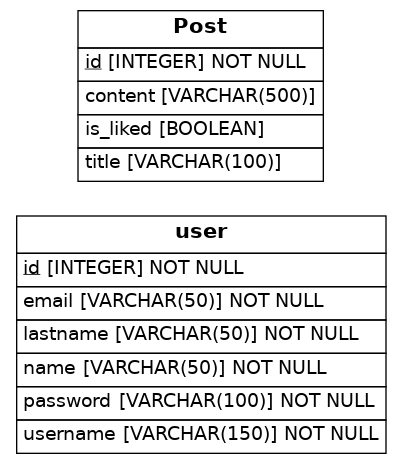 Post
id [INTEGER] NOT NULL
content [VARCHAR(500)]
is_liked [BOOLEAN]
title [VARCHAR(100)]
user
id [INTEGER] NOT NULL
email [VARCHAR(50)] NOT NULL
lastname [VARCHAR(50)] NOT NULL
name [VARCHAR(50)] NOT NULL
password [VARCHAR(100)] NOT NULL
username [VARCHAR(150)] NOT NULL